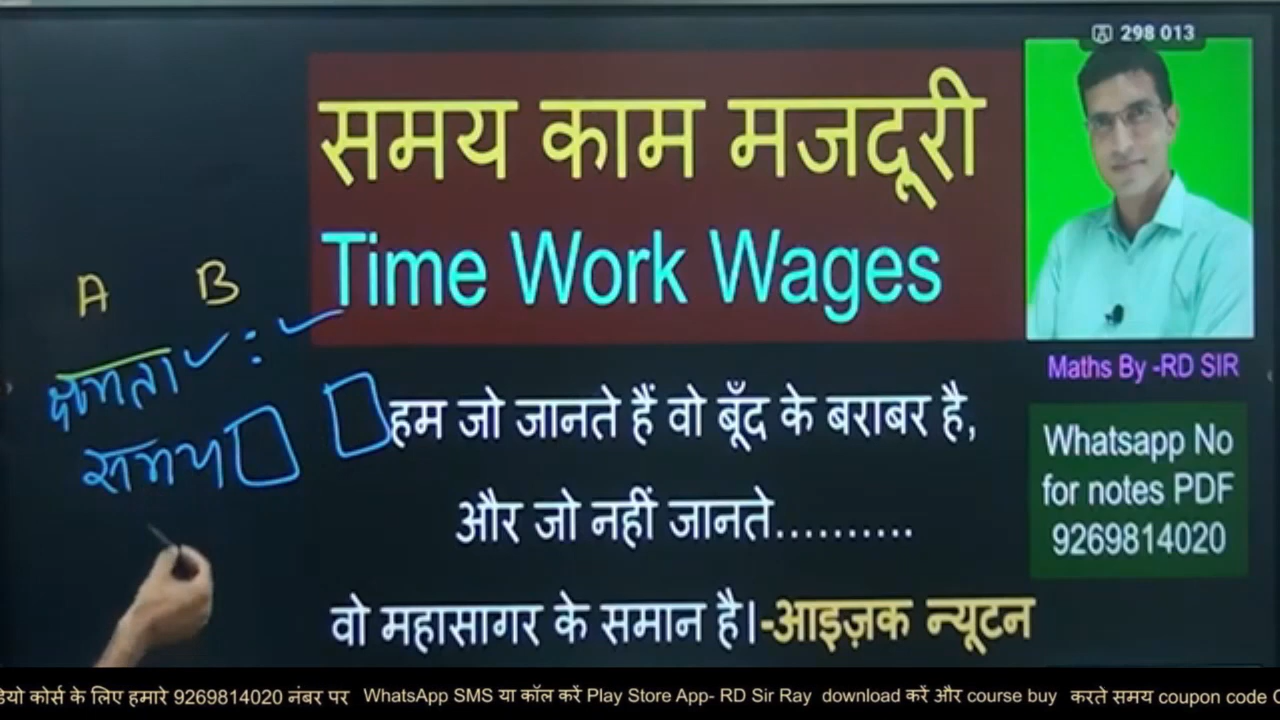 298 013
समय काम मजदूरी
Time Work Wages
A B
क्षमता :
समय
Maths By -RD SIR
हम जो जानते हैं वो बूँद के बराबर है,
और जो नहीं जानते..........
वो महासागर के समान है।-आइज़क न्यूटन
Whatsapp No
for notes PDF
9269814020
कोर्स के लिए हमारे 9269814020 नंबर पर WhatsApp SMS या कॉल करें Play Store App- RD Sir Ray download करें और course buy करते समय coupon code